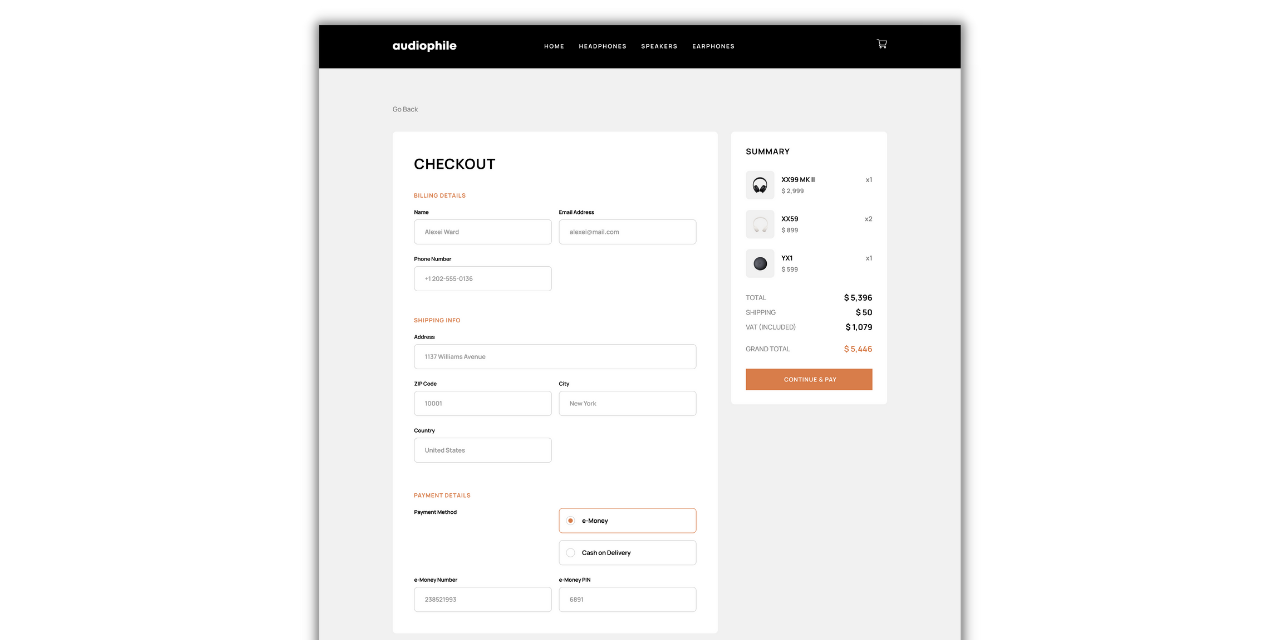 audiophile
HOME HEADPHONES SPEAKERS EARPHONES
Go Back
CHECKOUT
BILLING DETAILS
Name Email Address
Alexei Ward alexei@mail.com
Phone Number
+1 202-555-0136
SHIPPING INFO
Address
1137 Williams Avenue
ZIP Code City
10001 New York
Country
United States
PAYMENT DETAILS
Payment Method
e-Money
Cash on Delivery
e-Money Number e-Money PIN
238521993 6891
SUMMARY
XX99 MK II x1
$ 2,999
XX59 x2
$ 899
YX1 x1
$ 599
TOTAL $ 5,396
SHIPPING $ 50
VAT (INCLUDED) $ 1,079
GRAND TOTAL $ 5,446
CONTINUE & PAY